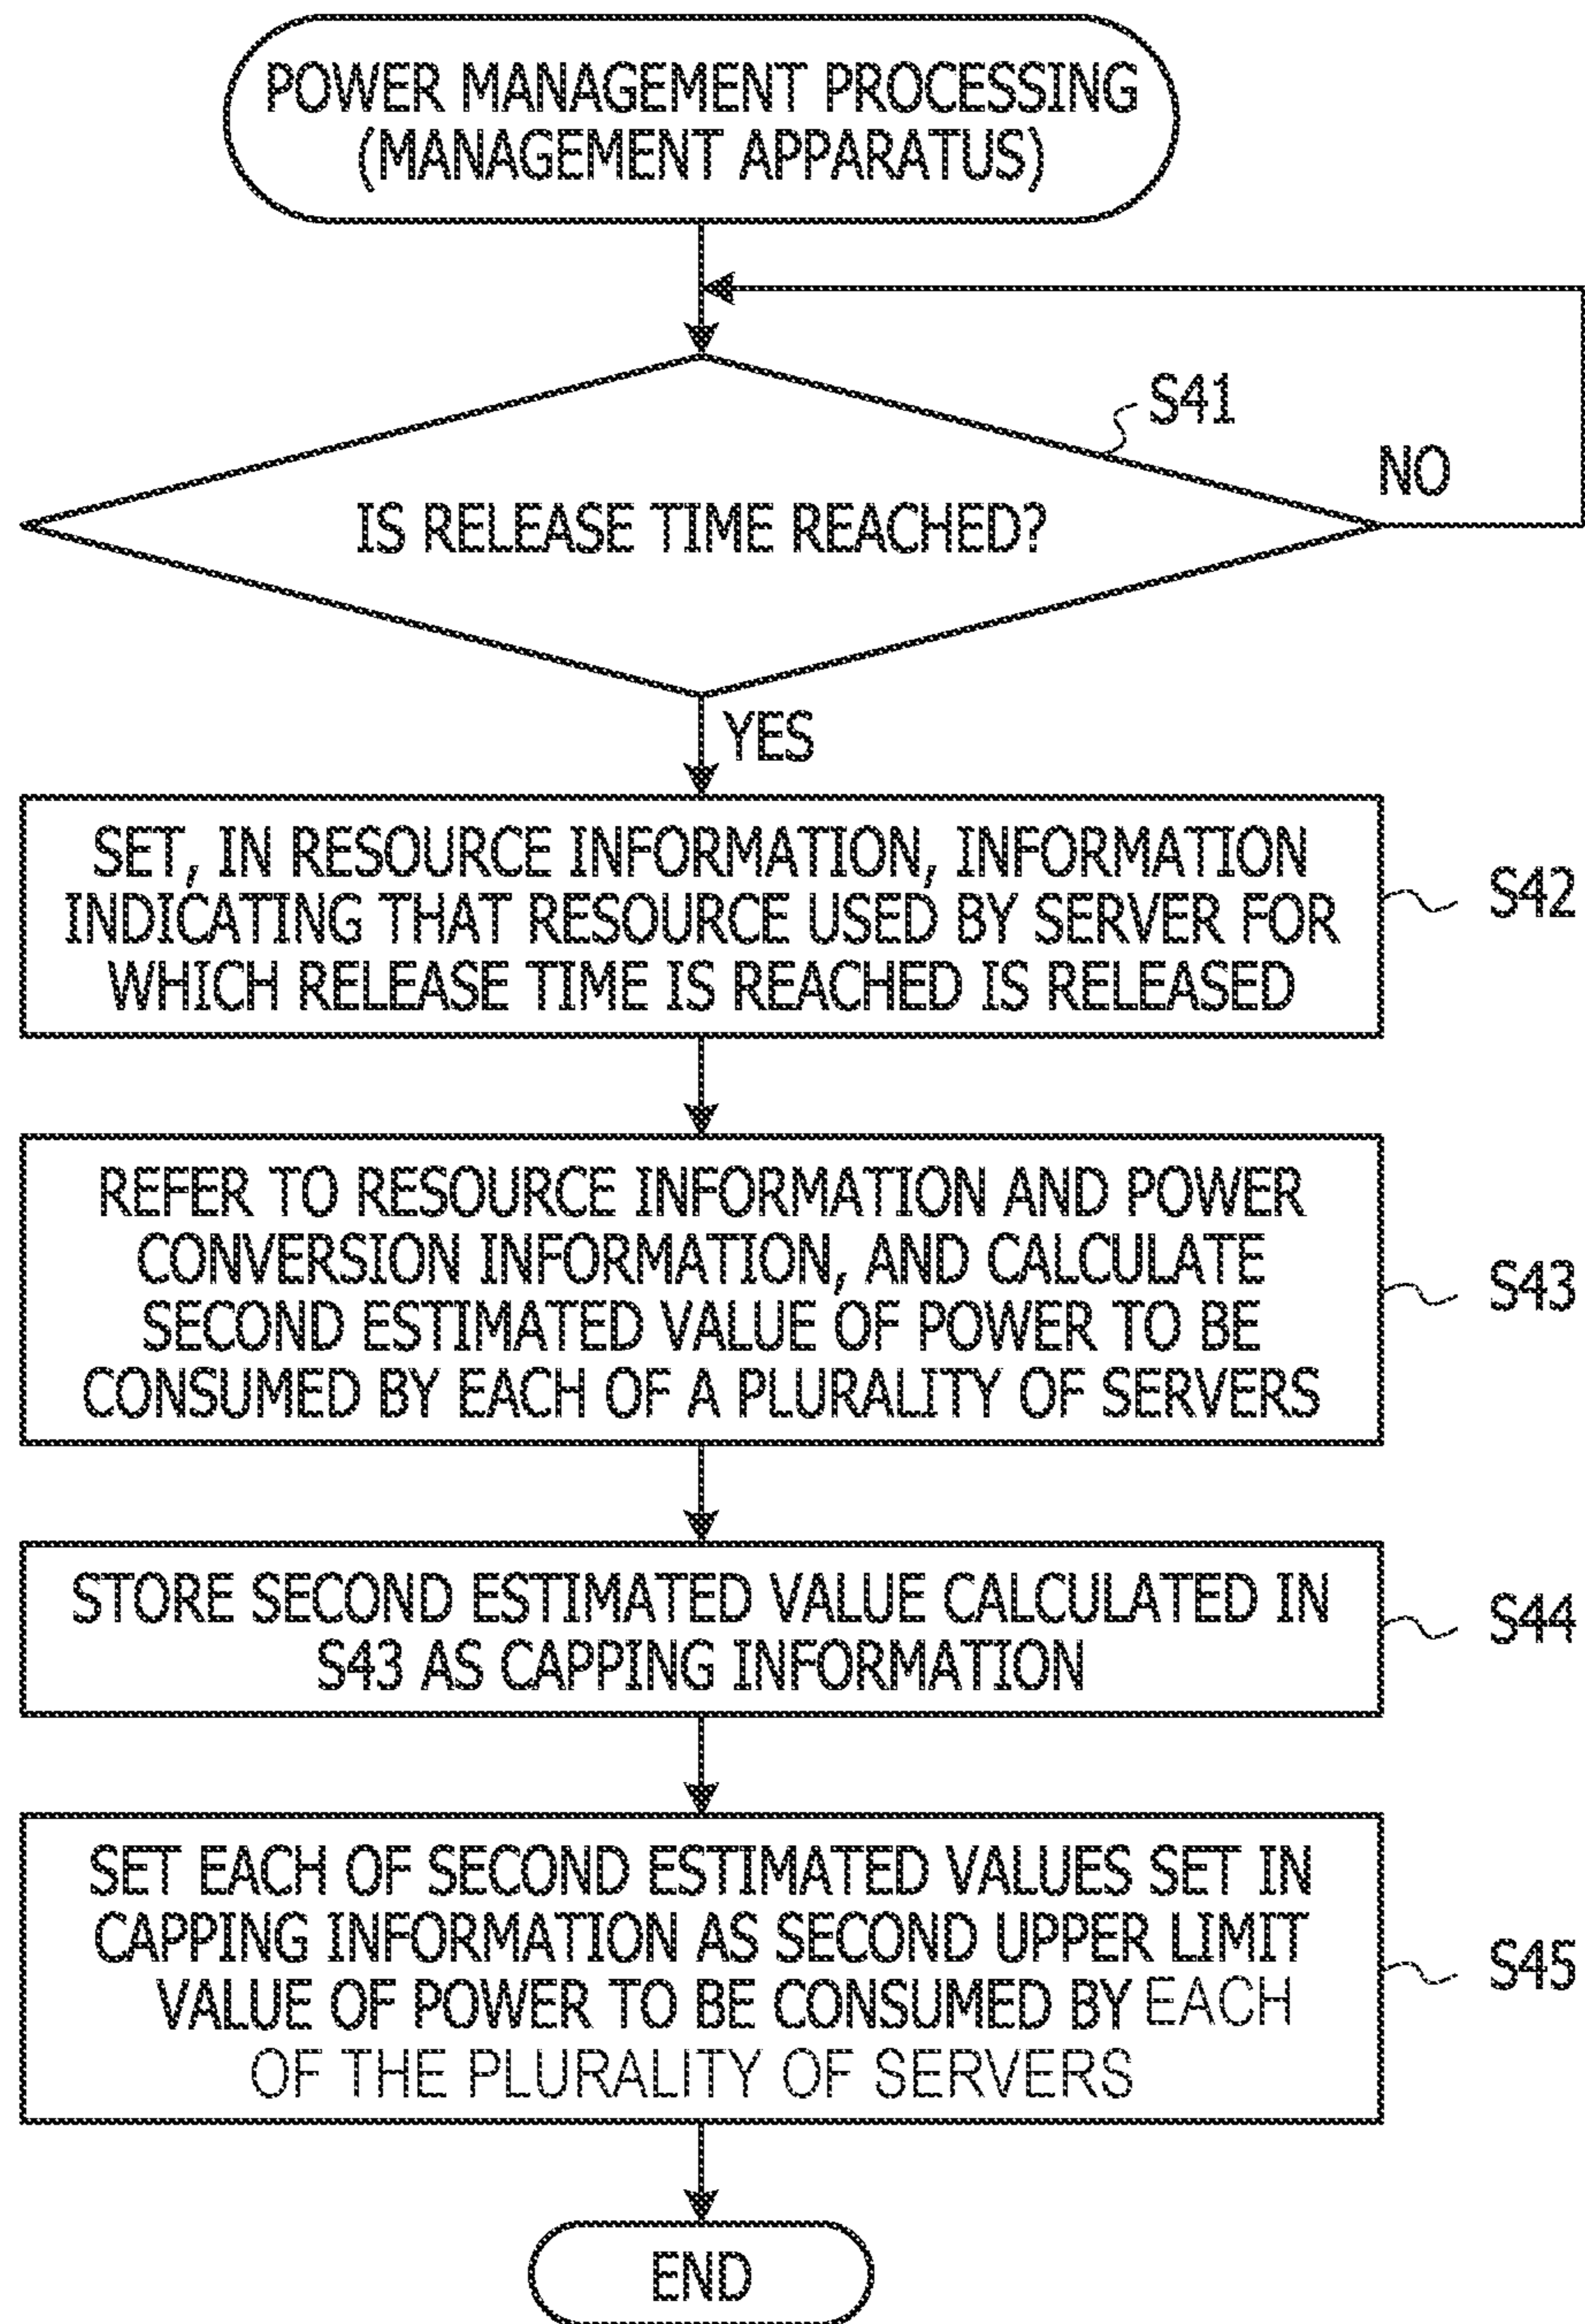 POWER MANAGEMENT PROCESSING
(MANAGEMENT APPARATUS)
S41
NO
IS RELEASE TIME REACHED?
YES
SET, IN RESOURCE INFORMATION, INFORMATION
INDICATING THAT RESOURCE USED BY SERVER FOR
WHICH RELEASE TIME IS REACHED IS RELEASED
S42
REFER TO RESOURCE INFORMATION AND POWER
CONVERSION INFORMATION, AND CALCULATE
SECOND ESTIMATED VALUE OF POWER TO BE
CONSUMED BY EACH OF A PLURALITY OF SERVERS
S43
STORE SECOND ESTIMATED VALUE CALCULATED IN
S43 AS CAPPING INFORMATION
S44
SET EACH OF SECOND ESTIMATED VALUES SET IN
CAPPING INFORMATION AS SECOND UPPER LIMIT
VALUE OF POWER TO BE CONSUMED BY EACH
OF THE PLURALITY OF SERVERS
S45
END